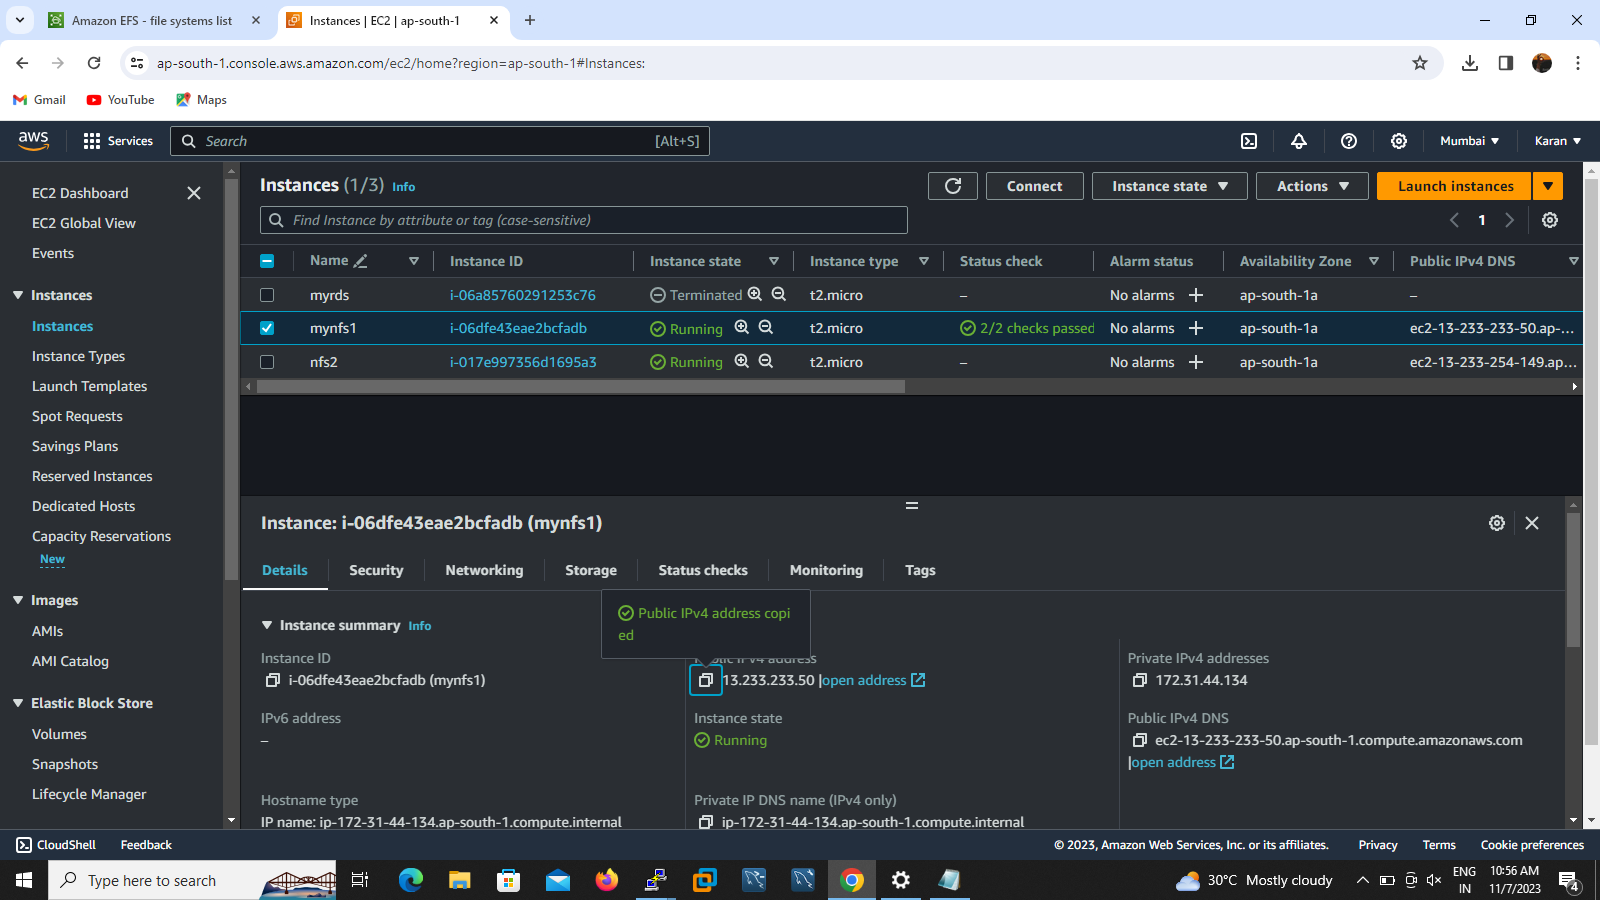 Amazon EFS - file systems list
Instances | EC2 | ap-south-1
ap-south-1.console.aws.amazon.com/ec2/home?region=ap-south-1#Instances:
Gmail YouTube Maps
aws Services Search [Alt+S] Mumbai Karan
EC2 Dashboard
EC2 Global View
Events
Instances
Instances
Instance Types
Launch Templates
Spot Requests
Savings Plans
Reserved Instances
Dedicated Hosts
Capacity Reservations
New
Images
AMIs
AMI Catalog
Elastic Block Store
Volumes
Snapshots
Lifecycle Manager
Instances (1/3) Info
Connect Instance state Actions Launch instances
Find Instance by attribute or tag (case-sensitive) 1
Name Instance ID Instance state Instance type Status check Alarm status Availability Zone Public IPv4 DNS
myrds i-06a85760291253c76 Terminated t2.micro – No alarms ap-south-1a –
mynfs1 i-06dfe43eae2bcfadb Running t2.micro 2/2 checks passed No alarms ap-south-1a ec2-13-233-233-50.ap-...
nfs2 i-017e997356d1695a3 Running t2.micro – No alarms ap-south-1a ec2-13-233-254-149.ap...
Instance: i-06dfe43eae2bcfadb (mynfs1)
Details Security Networking Storage Status checks Monitoring Tags
Public IPv4 address copi
ed
Instance summary Info
Instance ID
i-06dfe43eae2bcfadb (mynfs1)
Public IPv4 address
13.233.233.50 |open address
Private IPv4 addresses
172.31.44.134
IPv6 address
–
Instance state
Running
Public IPv4 DNS
ec2-13-233-233-50.ap-south-1.compute.amazonaws.com
|open address
Hostname type
IP name: ip-172-31-44-134.ap-south-1.compute.internal
Private IP DNS name (IPv4 only)
ip-172-31-44-134.ap-south-1.compute.internal
CloudShell Feedback © 2023, Amazon Web Services, Inc. or its affiliates. Privacy Terms Cookie preferences
Type here to search
30°C Mostly cloudy
ENG
IN
10:56 AM
11/7/2023
4